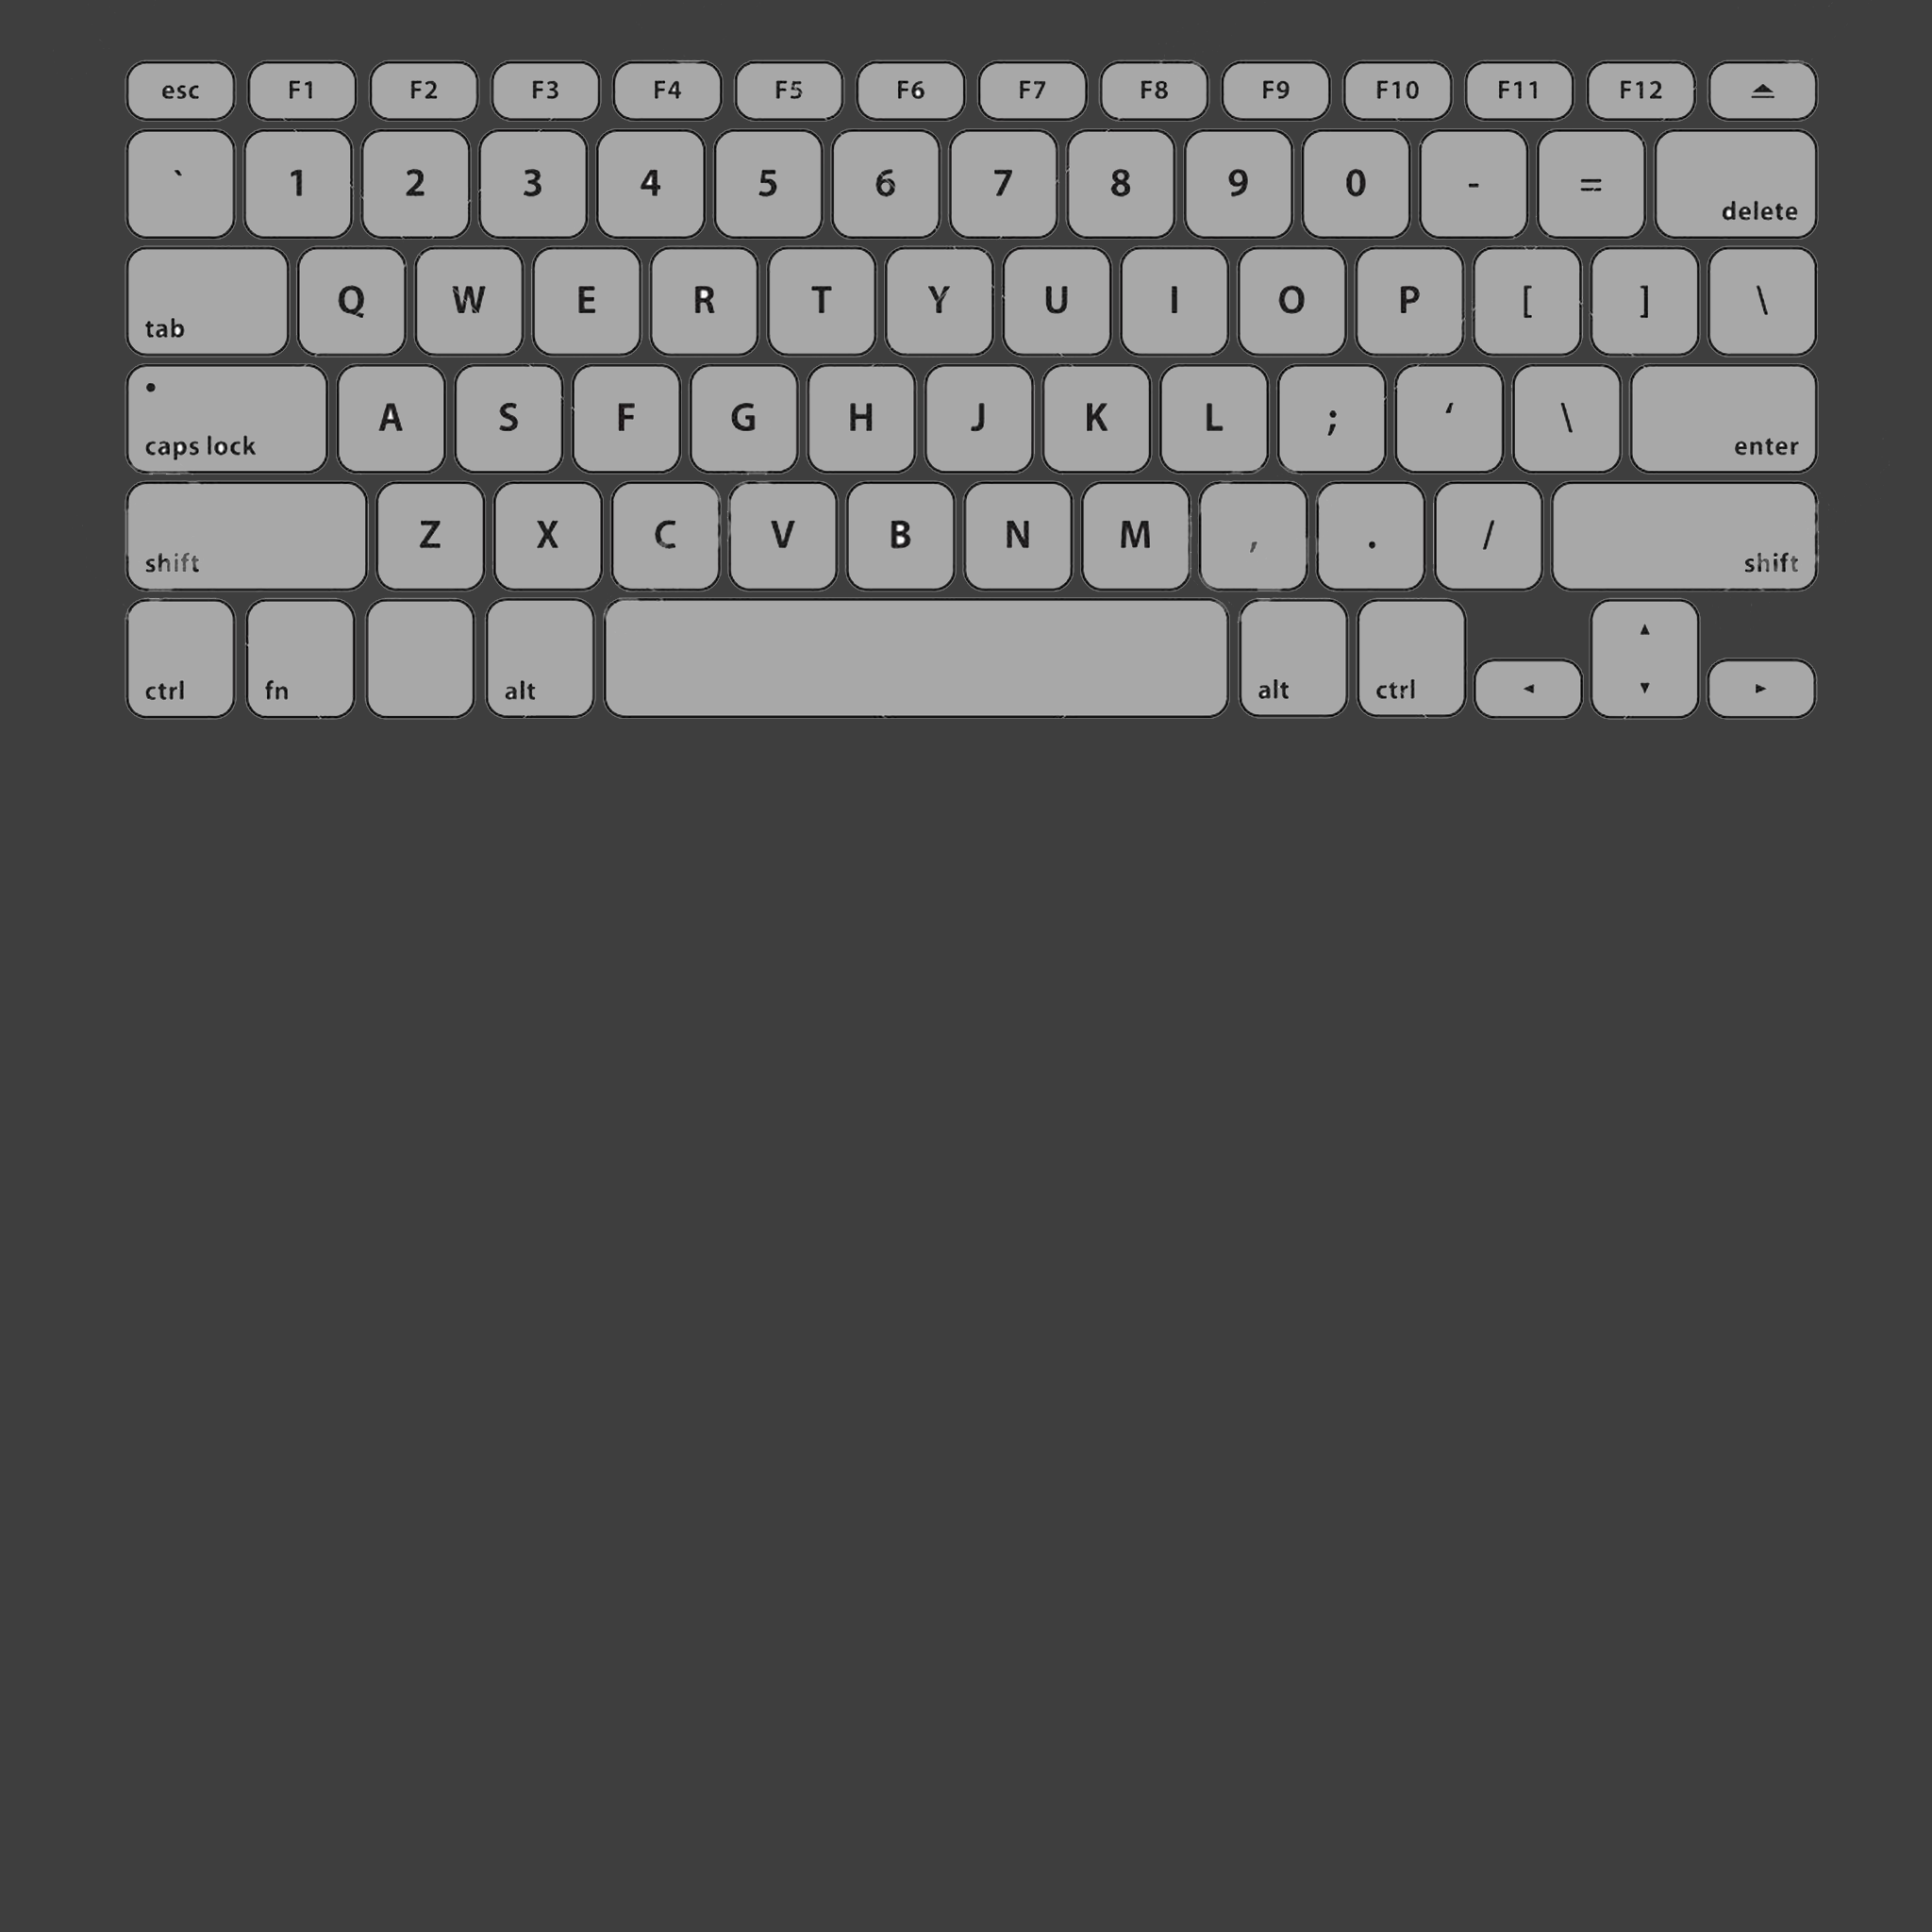 esc F1 F2 F3 F4 F5 F6 F7 F8 F9 F10 F11 F12 ⏏
` 1 2 3 4 5 6 7 8 9 0 - = delete
tab Q W E R T Y U I O P [ ] \
• caps lock A S F G H J K L ; ‘ \ enter
shift Z X C V B N M , . / shift
ctrl fn alt alt ctrl ◄ ▲ ▼ ►